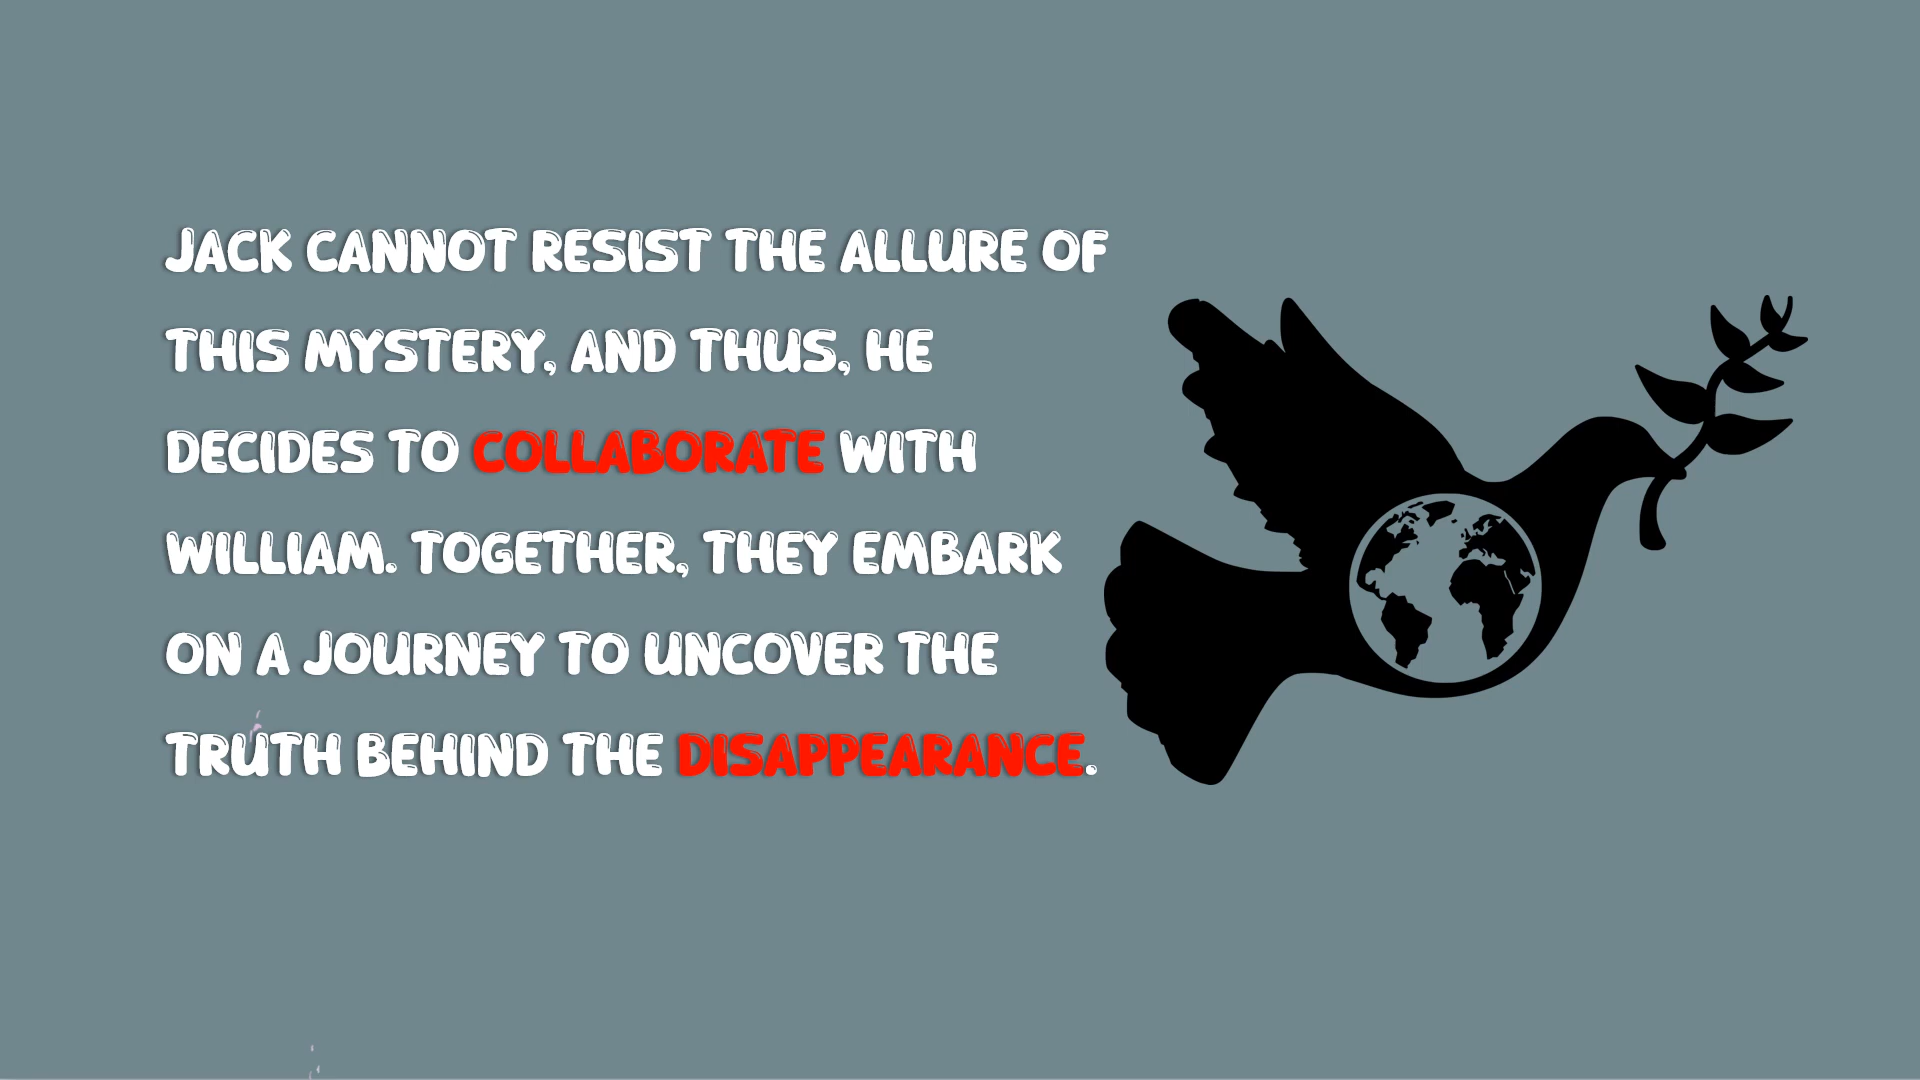 JACK CANNOT RESIST THE ALLURE OF
THIS MYSTERY, AND THUS, HE
DECIDES TO COLLABORATE WITH
WILLIAM. TOGETHER, THEY EMBARK
ON A JOURNEY TO UNCOVER THE
TRUTH BEHIND THE DISAPPEARANCE.